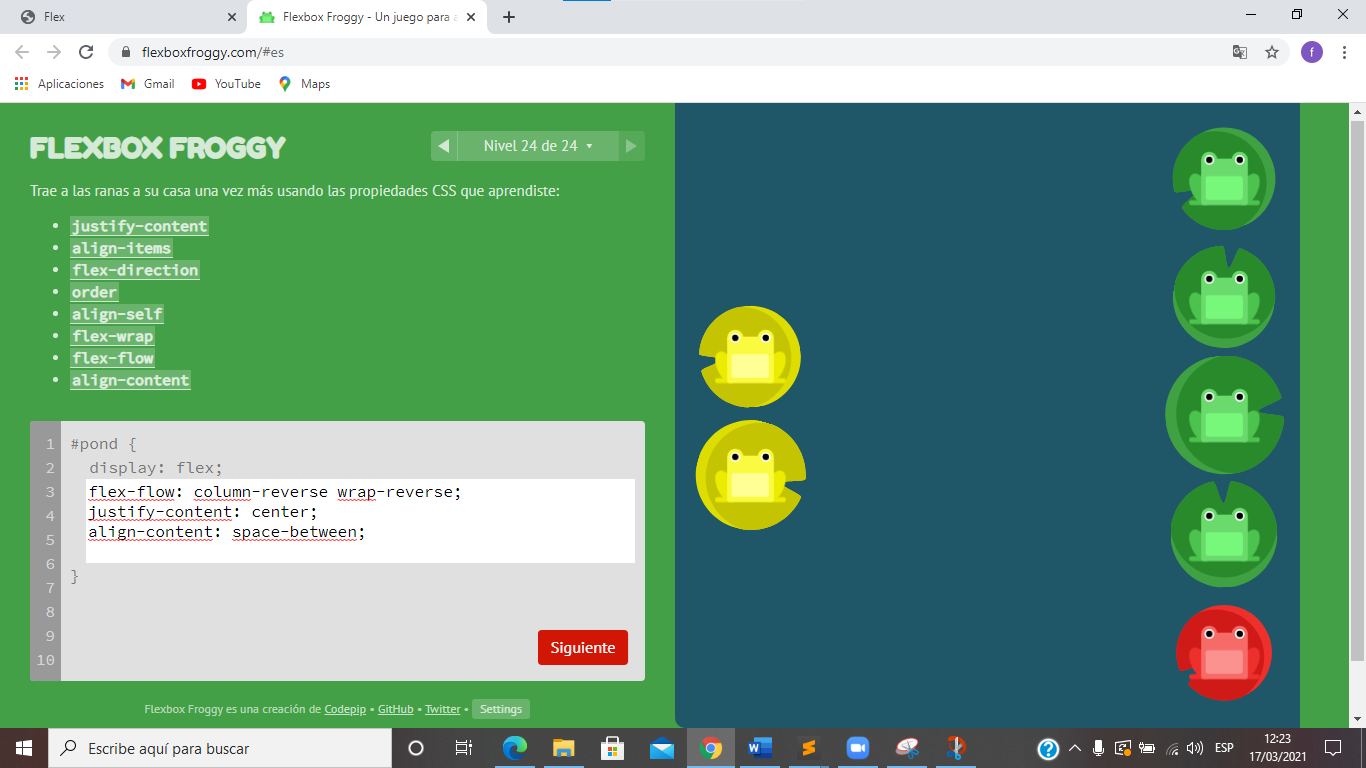 Flex
Flexbox Froggy - Un juego para a
flexboxfroggy.com/#es
f
Aplicaciones
Gmail
YouTube
Maps
FLEXBOX FROGGY
Nivel 24 de 24
Trae a las ranas a su casa una vez más usando las propiedades CSS que aprendiste:
justify-content
align-items
flex-direction
order
align-self
flex-wrap
flex-flow
align-content
1 #pond {
2 display: flex;
3 flex-flow: column-reverse wrap-reverse;
4 justify-content: center;
5 align-content: space-between;
6
7 }
8
9
10
Siguiente
Flexbox Froggy es una creación de Codepip • GitHub • Twitter • Settings
Escribe aquí para buscar
ESP
12:23
17/03/2021